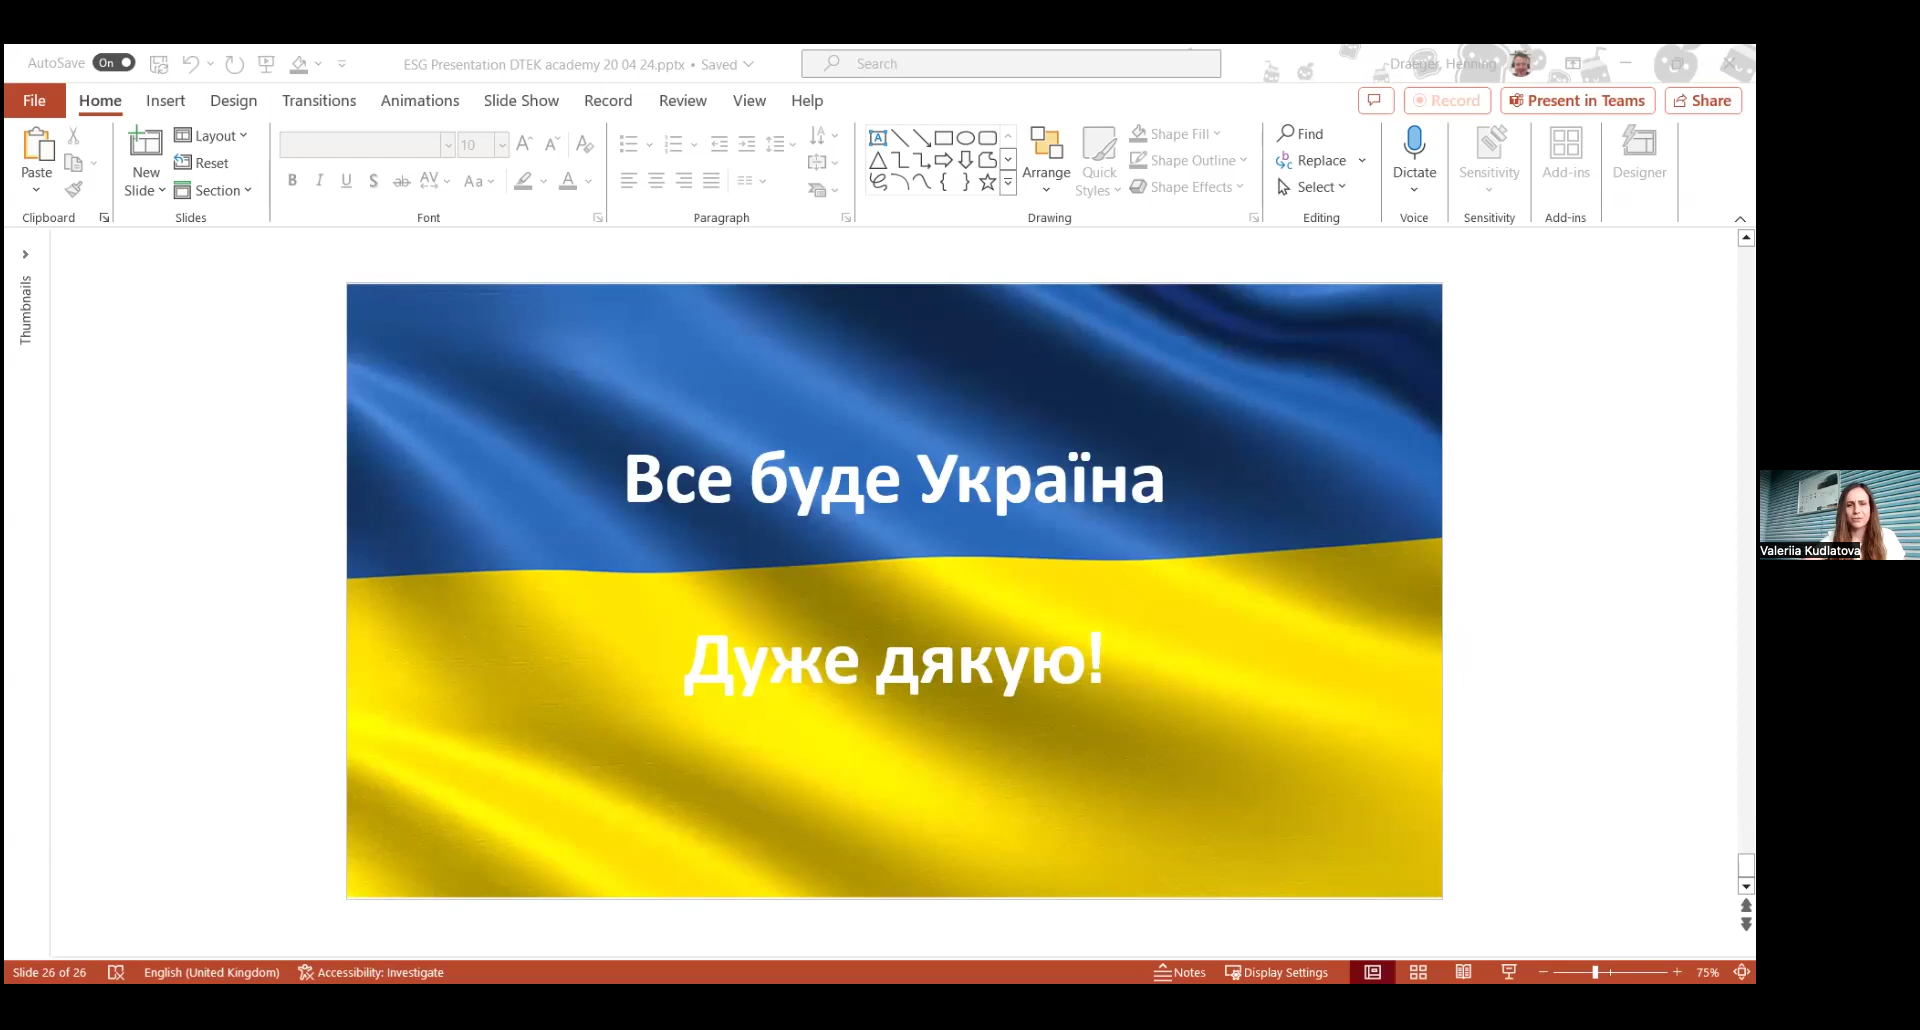 AutoSave On ESG Presentation DTEK academy 20 04 24.pptx • Saved Search Draeger, Henning
File Home Insert Design Transitions Animations Slide Show Record Review View Help Record Present in Teams Share
Paste New Slide Layout Reset Section 10 Arrange Quick Styles Shape Fill Shape Outline Shape Effects Find Replace Select Dictate Sensitivity Add-ins Designer
Clipboard Slides Font Paragraph Drawing Editing Voice Sensitivity Add-ins
Thumbnails
Все буде Україна
Дуже дякую!
Valeriia Kudlatova
Slide 26 of 26 English (United Kingdom) Accessibility: Investigate Notes Display Settings 75%